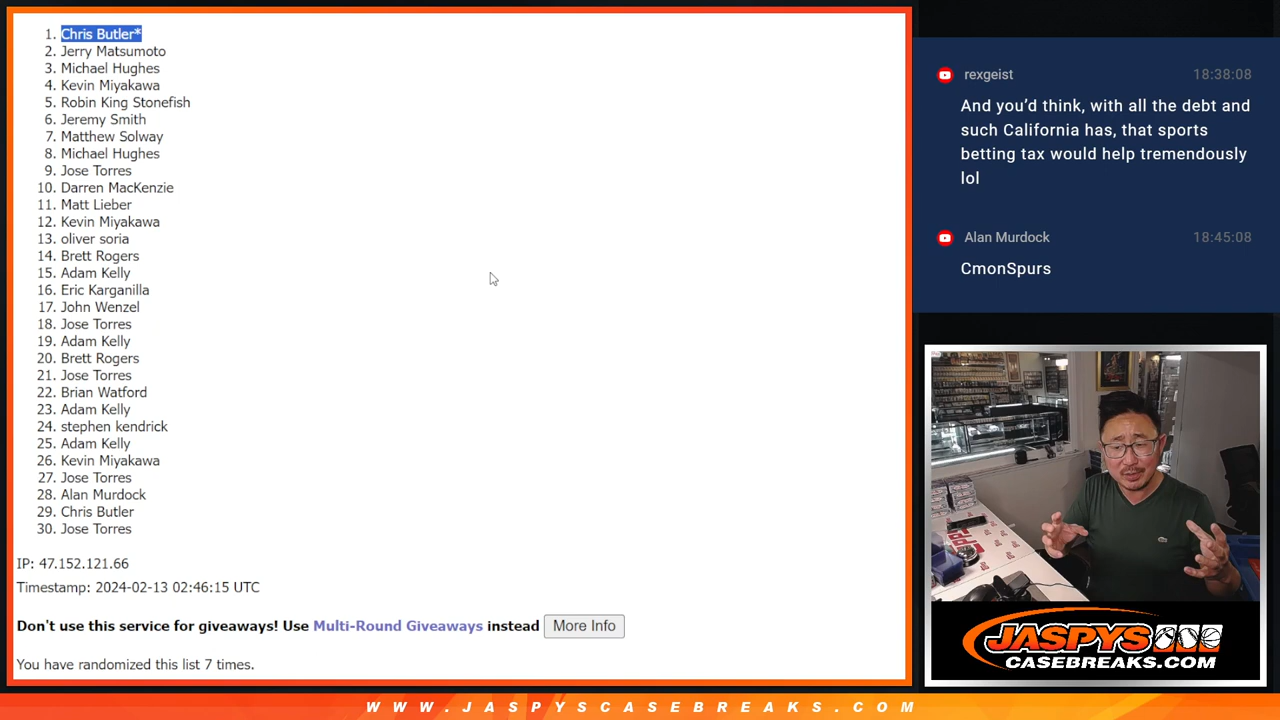 1. Chris Butler*
2. Jerry Matsumoto
3. Michael Hughes
4. Kevin Miyakawa
5. Robin King Stonefish
6. Jeremy Smith
7. Matthew Solway
8. Michael Hughes
9. Jose Torres
10. Darren MacKenzie
11. Matt Lieber
12. Kevin Miyakawa
13. oliver soria
14. Brett Rogers
15. Adam Kelly
16. Eric Karganilla
17. John Wenzel
18. Jose Torres
19. Adam Kelly
20. Brett Rogers
21. Jose Torres
22. Brian Watford
23. Adam Kelly
24. stephen kendrick
25. Adam Kelly
26. Kevin Miyakawa
27. Jose Torres
28. Alan Murdock
29. Chris Butler
30. Jose Torres
IP: 47.152.121.66
Timestamp: 2024-02-13 02:46:15 UTC
Don't use this service for giveaways! Use Multi-Round Giveaways instead More Info
You have randomized this list 7 times.
rexgeist 18:38:08
And you’d think, with all the debt and
such California has, that sports
betting tax would help tremendously
lol
Alan Murdock 18:45:08
CmonSpurs
JASPYS
CASEBREAKS.COM
WWW.JASPYSCASEBREAKS.COM